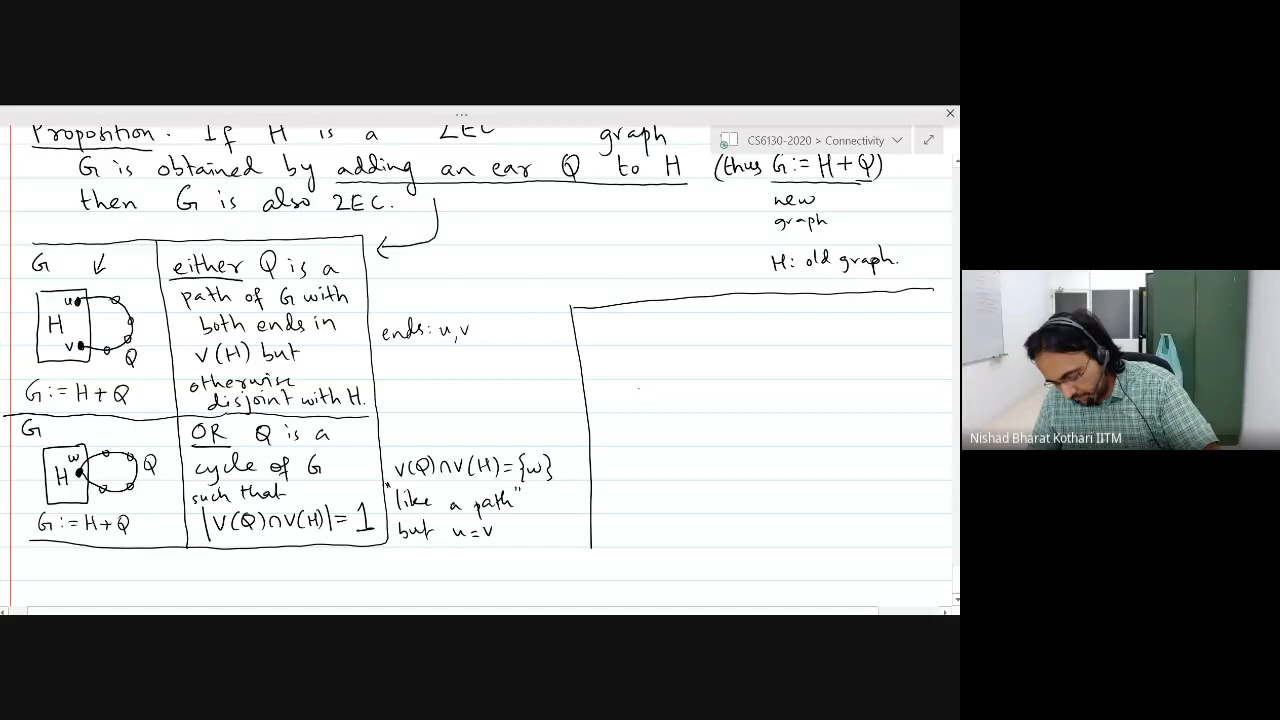 Proposition. If H is a 2EC graph
CS6130-2020 > Connectivity
G is obtained by adding an ear Q to H (thus G := H + Q)
then G is also 2EC.
new
graph
H: old graph.
G
u
H
v
Q
G := H + Q
either Q is a
path of G with
both ends in
V(H) but
otherwise
disjoint with H.
ends: u, v
G
w
H
Q
G := H + Q
OR Q is a
cycle of G
such that
|V(Q) ∩ V(H)| = 1
V(Q) ∩ V(H) = {w}
"like a path"
but u = v
Nishad Bharat Kothari IITM